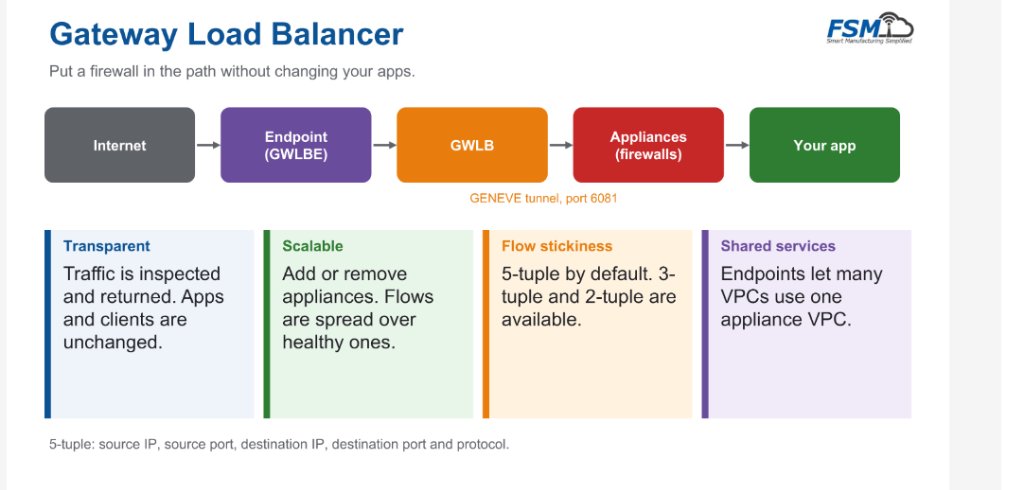 Gateway Load Balancer
FSM
Smart Manufacturing Simplified
Put a firewall in the path without changing your apps.
Internet
Endpoint
(GWLBE)
GWLB
Appliances
(firewalls)
Your app
GENEVE tunnel, port 6081
Transparent
Traffic is inspected
and returned. Apps
and clients are
unchanged.
Scalable
Add or remove
appliances. Flows
are spread over
healthy ones.
Flow stickiness
5-tuple by default. 3-
tuple and 2-tuple are
available.
Shared services
Endpoints let many
VPCs use one
appliance VPC.
5-tuple: source IP, source port, destination IP, destination port and protocol.